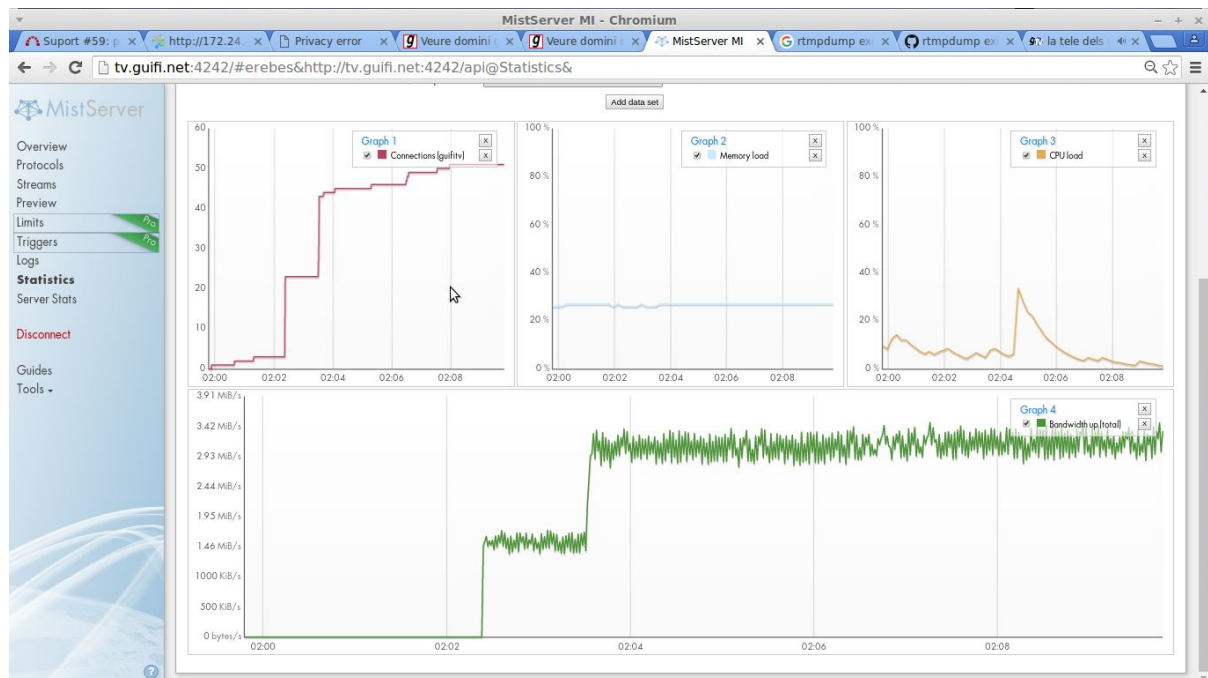 MistServer MI - Chromium
Suport #59: p
http://172.24.
Privacy error
Veure domini
Veure domini
MistServer MI
rtmpdump ex
rtmpdump ex
la tele dels
tv.guifi.net:4242/#erebes&http://tv.guifi.net:4242/api@Statistics&
MistServer
Overview
Protocols
Streams
Preview
Limits Pro
Triggers Pro
Logs
Statistics
Server Stats
Disconnect
Guides
Tools
Add data set
Graph 1 X
Connections (guifitv) X
60
50
40
30
20
10
0
02:00 02:02 02:04 02:06 02:08
Graph 2 X
Memory load X
100 %
80 %
60 %
40 %
20 %
0 %
02:00 02:02 02:04 02:06 02:08
Graph 3 X
CPU load X
100 %
80 %
60 %
40 %
20 %
0 %
02:00 02:02 02:04 02:06 02:08
Graph 4 X
Bandwidth up (total) X
3.91 MiB/s
3.42 MiB/s
2.93 MiB/s
2.44 MiB/s
1.95 MiB/s
1.46 MiB/s
1000 KiB/s
500 KiB/s
0 bytes/s
02:00 02:02 02:04 02:06 02:08
?